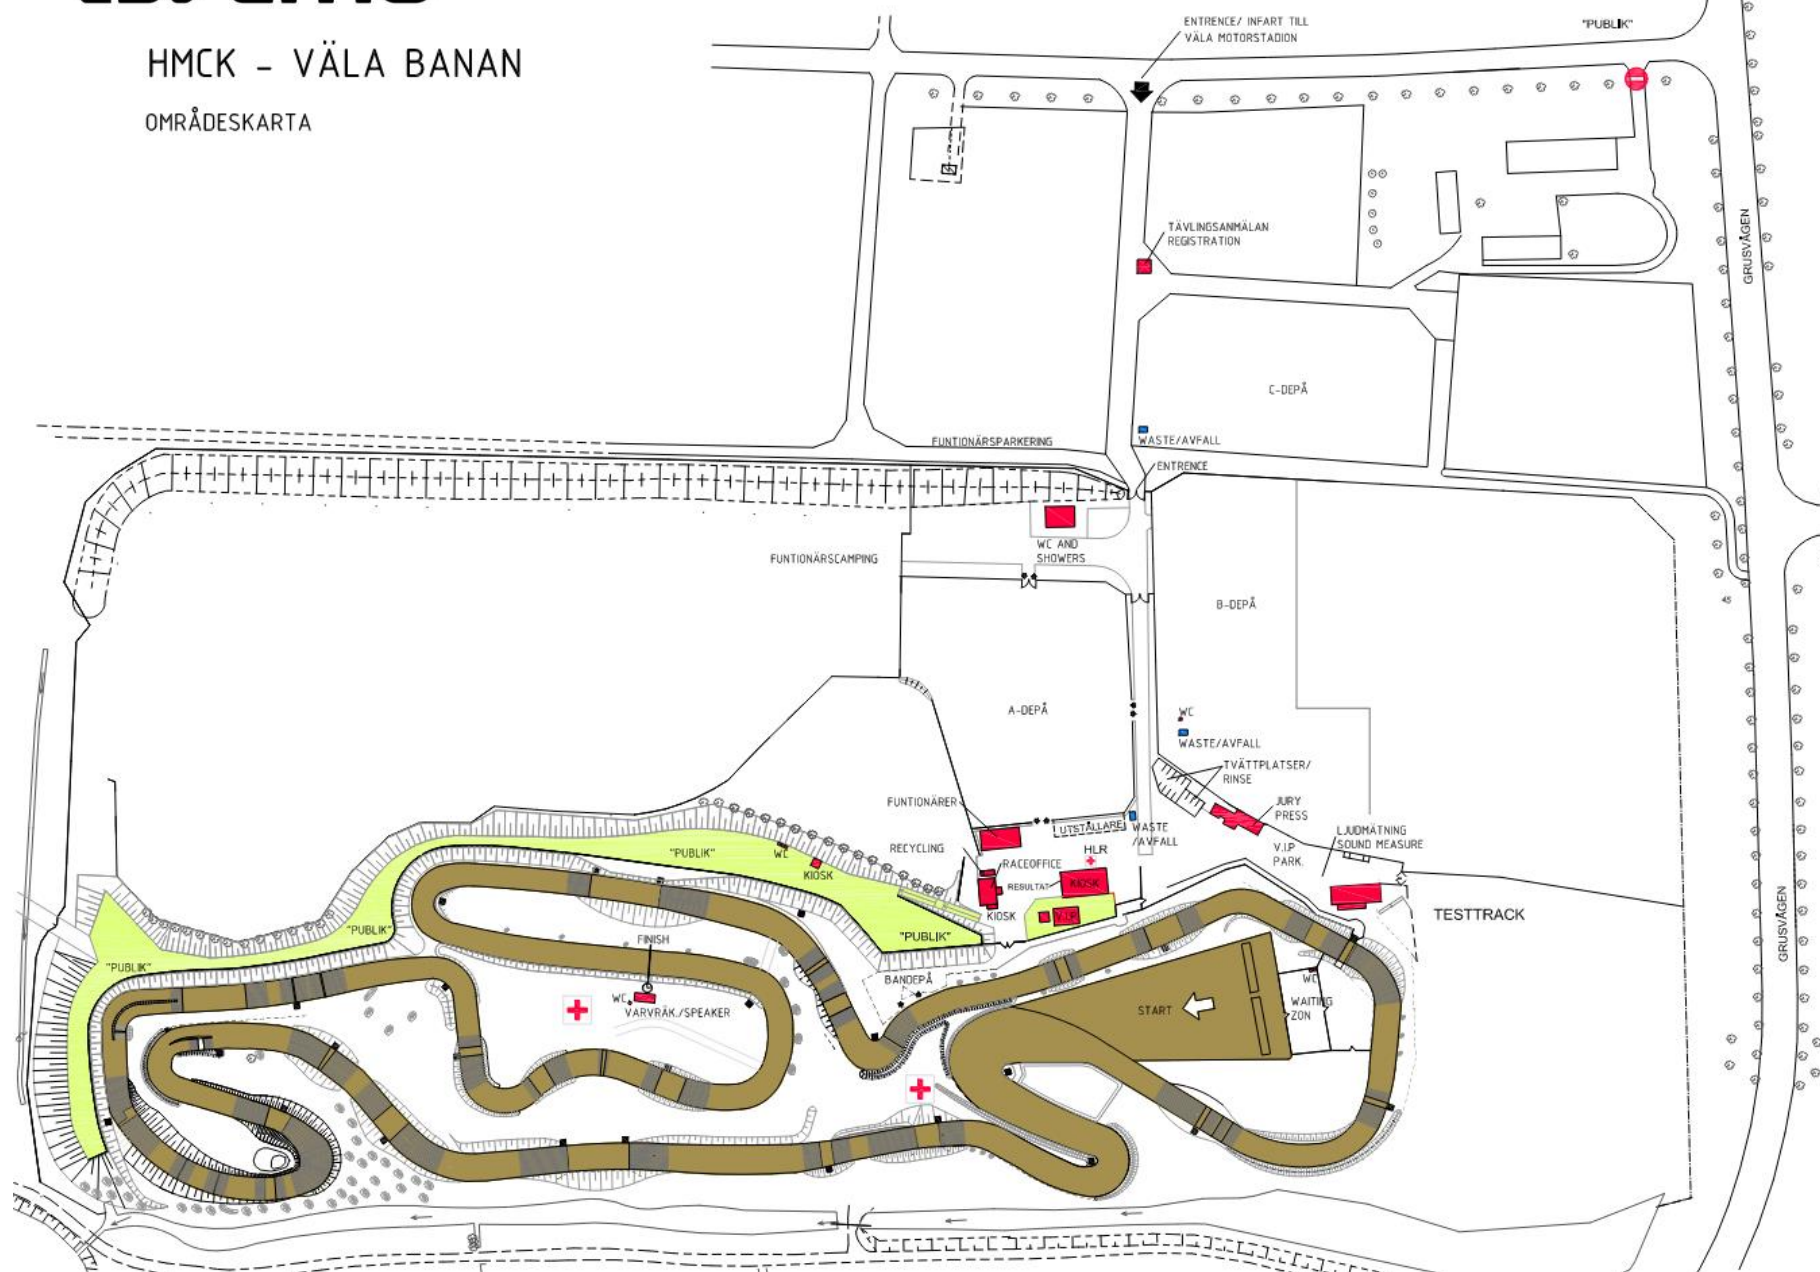 HMCK - VÄLA BANAN
OMRÅDESKARTA
ENTRENCE/ INFART TILL
VÄLA MOTORSTADION
"PUBLIK"
GRUSVÄGEN
TÄVLINGSANMÄLAN
REGISTRATION
C-DEPÅ
FUNTIONÄRSPARKERING
WASTE/AVFALL
ENTRENCE
WC AND
SHOWERS
FUNTIONÄRSCAMPING
B-DEPÅ
45
A-DEPÅ
WC
WASTE/AVFALL
TVÄTTPLATSER/
RINSE
JURY
PRESS
FUNTIONÄRER
UTSTÄLLARE
WASTE
/AVFALL
LJUDMÄTNING
SOUND MEASURE
V.I.P
PARK.
RECYCLING
HLR
RACEOFFICE
RESULTAT
KIOSK
"PUBLIK"
WC
KIOSK
KIOSK
V.I.P
TESTTRACK
GRUSVÄGEN
"PUBLIK"
"PUBLIK"
FINISH
"PUBLIK"
BANDEPÅ
WC
WC
VARVRÄK./SPEAKER
START
WAITING
ZON